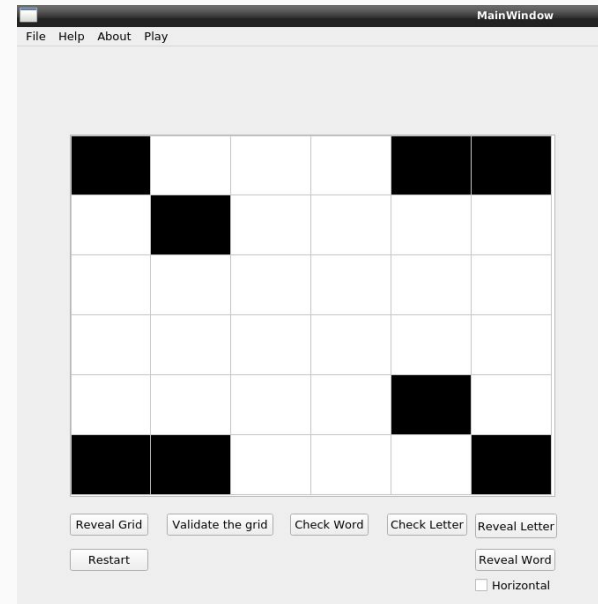 MainWindow
File Help About Play
Reveal Grid Validate the grid Check Word Check Letter Reveal Letter
Restart Reveal Word
Horizontal